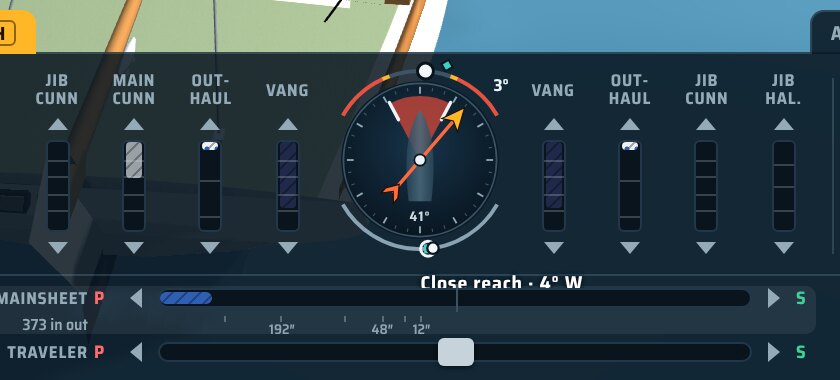 H
JIB CUNN
MAIN CUNN
OUT-HAUL
VANG
3°
VANG
OUT-HAUL
JIB CUNN
JIB HAL.
41°
Close reach · 4° W
MAINSHEET P
S
373 in out
192"
48"
12"
TRAVELER P
S